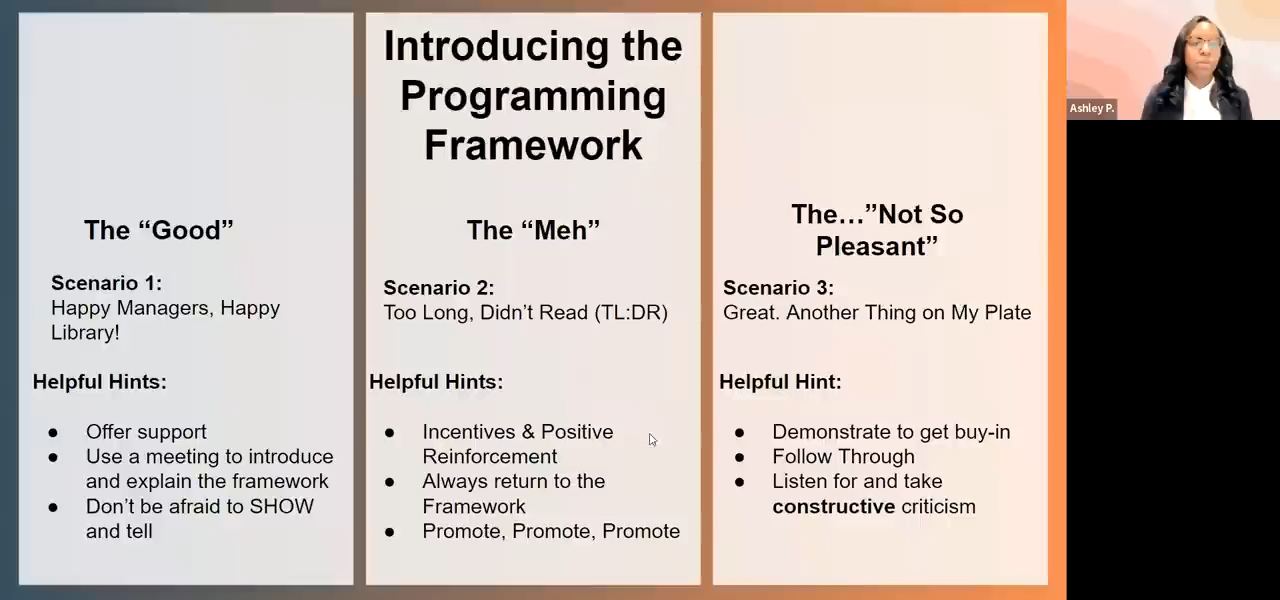 Introducing the
Programming
Framework
The “Good”
Scenario 1:
Happy Managers, Happy
Library!
Helpful Hints:
● Offer support
● Use a meeting to introduce
and explain the framework
● Don’t be afraid to SHOW
and tell
The “Meh”
Scenario 2:
Too Long, Didn’t Read (TL:DR)
Helpful Hints:
● Incentives & Positive
Reinforcement
● Always return to the
Framework
● Promote, Promote, Promote
The…”Not So
Pleasant”
Scenario 3:
Great. Another Thing on My Plate
Helpful Hint:
● Demonstrate to get buy-in
● Follow Through
● Listen for and take
constructive criticism
Ashley P.